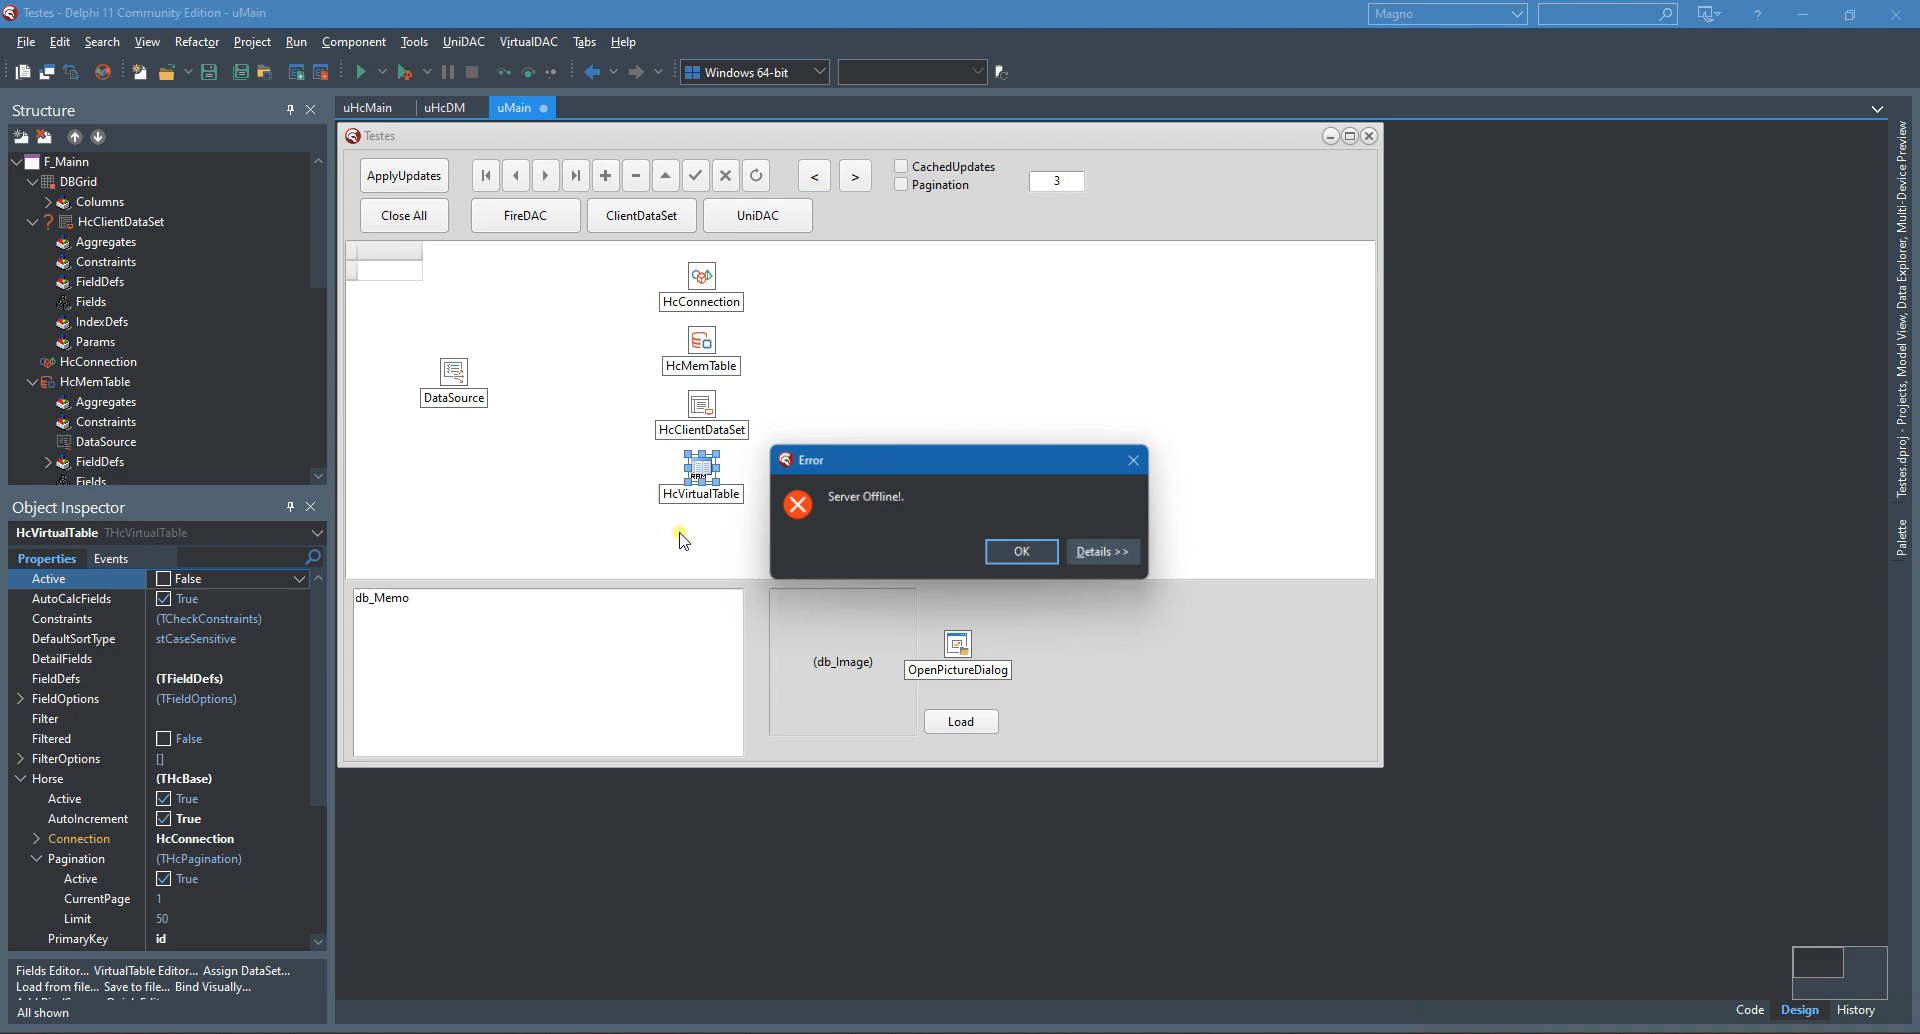 Testes - Delphi 11 Community Edition - uMain
Magno
?
File Edit Search View Refactor Project Run Component Tools UniDAC VirtualDAC Tabs Help
Windows 64-bit
Structure
F_Mainn
DBGrid
Columns
HcClientDataSet
Aggregates
Constraints
FieldDefs
Fields
IndexDefs
Params
HcConnection
HcMemTable
Aggregates
Constraints
DataSource
FieldDefs
Fields
Object Inspector
HcVirtualTable THcVirtualTable
Properties Events
Active False
AutoCalcFields True
Constraints (TCheckConstraints)
DefaultSortType stCaseSensitive
DetailFields
FieldDefs (TFieldDefs)
FieldOptions (TFieldOptions)
Filter
Filtered False
FilterOptions []
Horse (THcBase)
Active True
AutoIncrement True
Connection HcConnection
Pagination (THcPagination)
Active True
CurrentPage 1
Limit 50
PrimaryKey id
Fields Editor... VirtualTable Editor... Assign DataSet...
Load from file... Save to file... Bind Visually...
All shown
uHcMain uHcDM uMain
Testes
ApplyUpdates < > CachedUpdates
Pagination 3
Close All FireDAC ClientDataSet UniDAC
HcConnection
HcMemTable
DataSource
HcClientDataSet
RAM
HcVirtualTable
Error
Server Offline!.
OK Details >>
db_Memo
(db_Image)
OpenPictureDialog
Load
Testes.dproj - Projects, Model View, Data Explorer, Multi-Device Preview
Palette
Code Design History